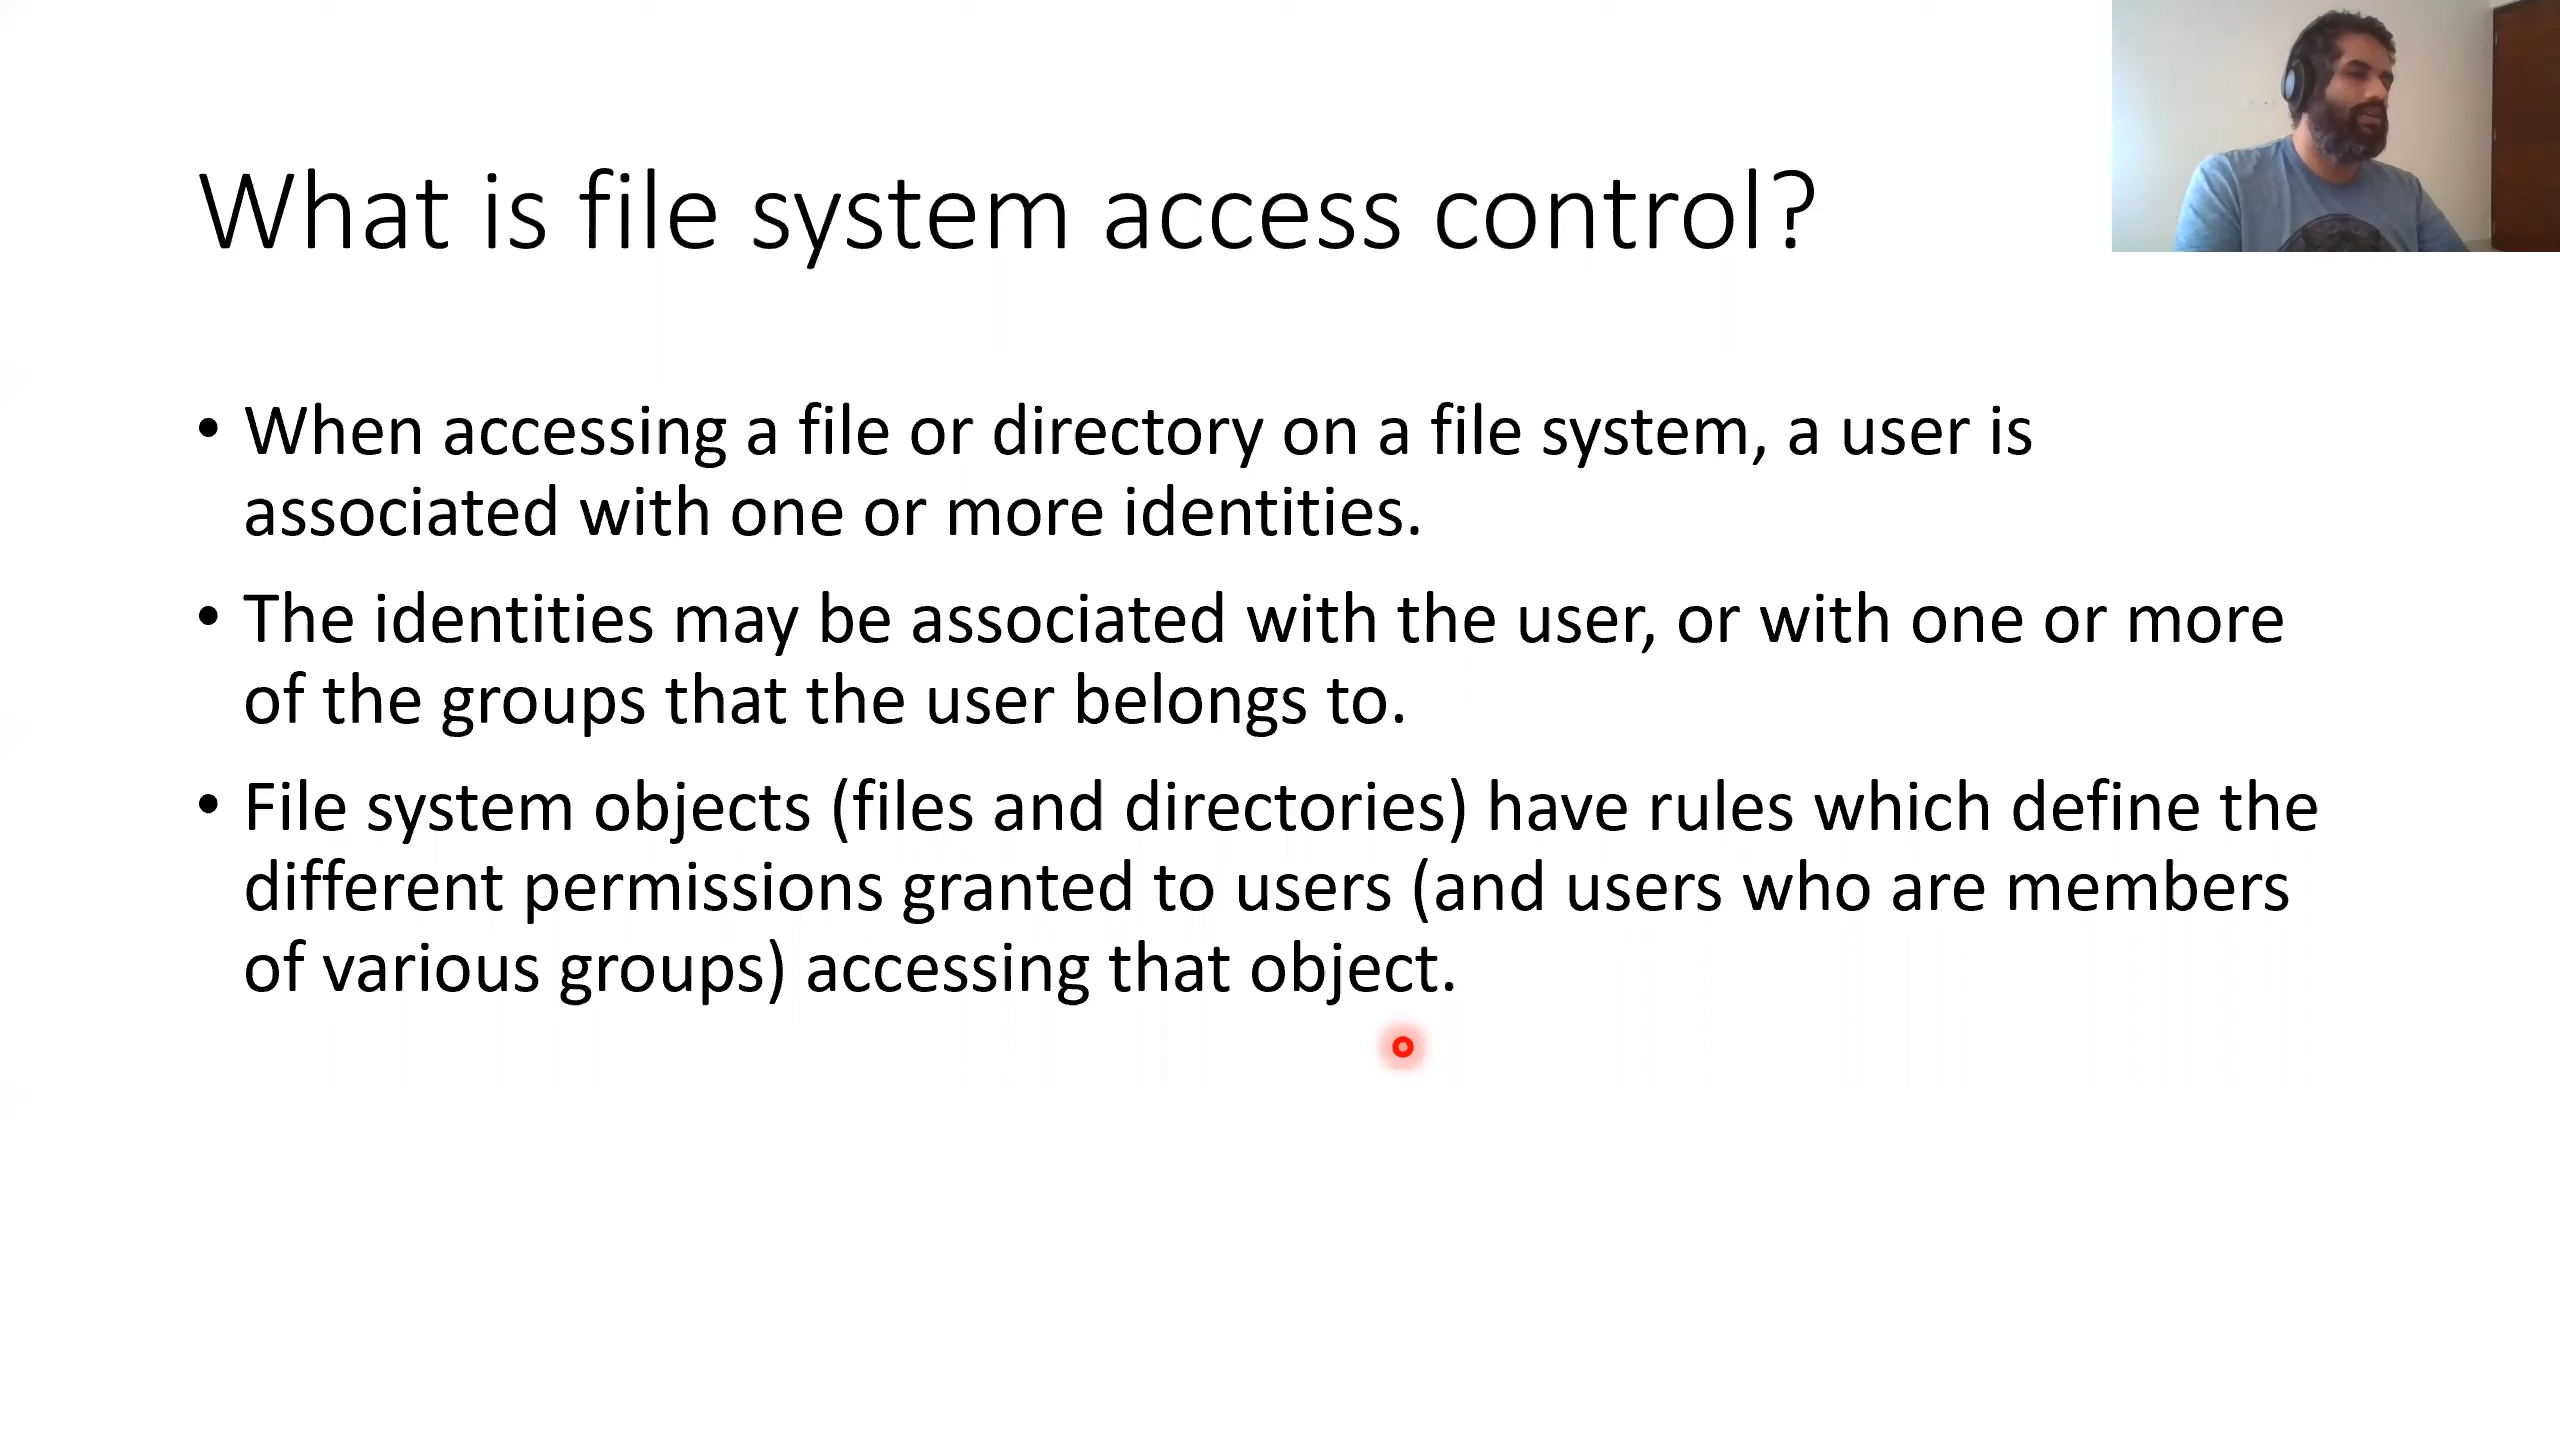 What is file system access control?
• When accessing a file or directory on a file system, a user is
associated with one or more identities.
• The identities may be associated with the user, or with one or more
of the groups that the user belongs to.
• File system objects (files and directories) have rules which define the
different permissions granted to users (and users who are members
of various groups) accessing that object.